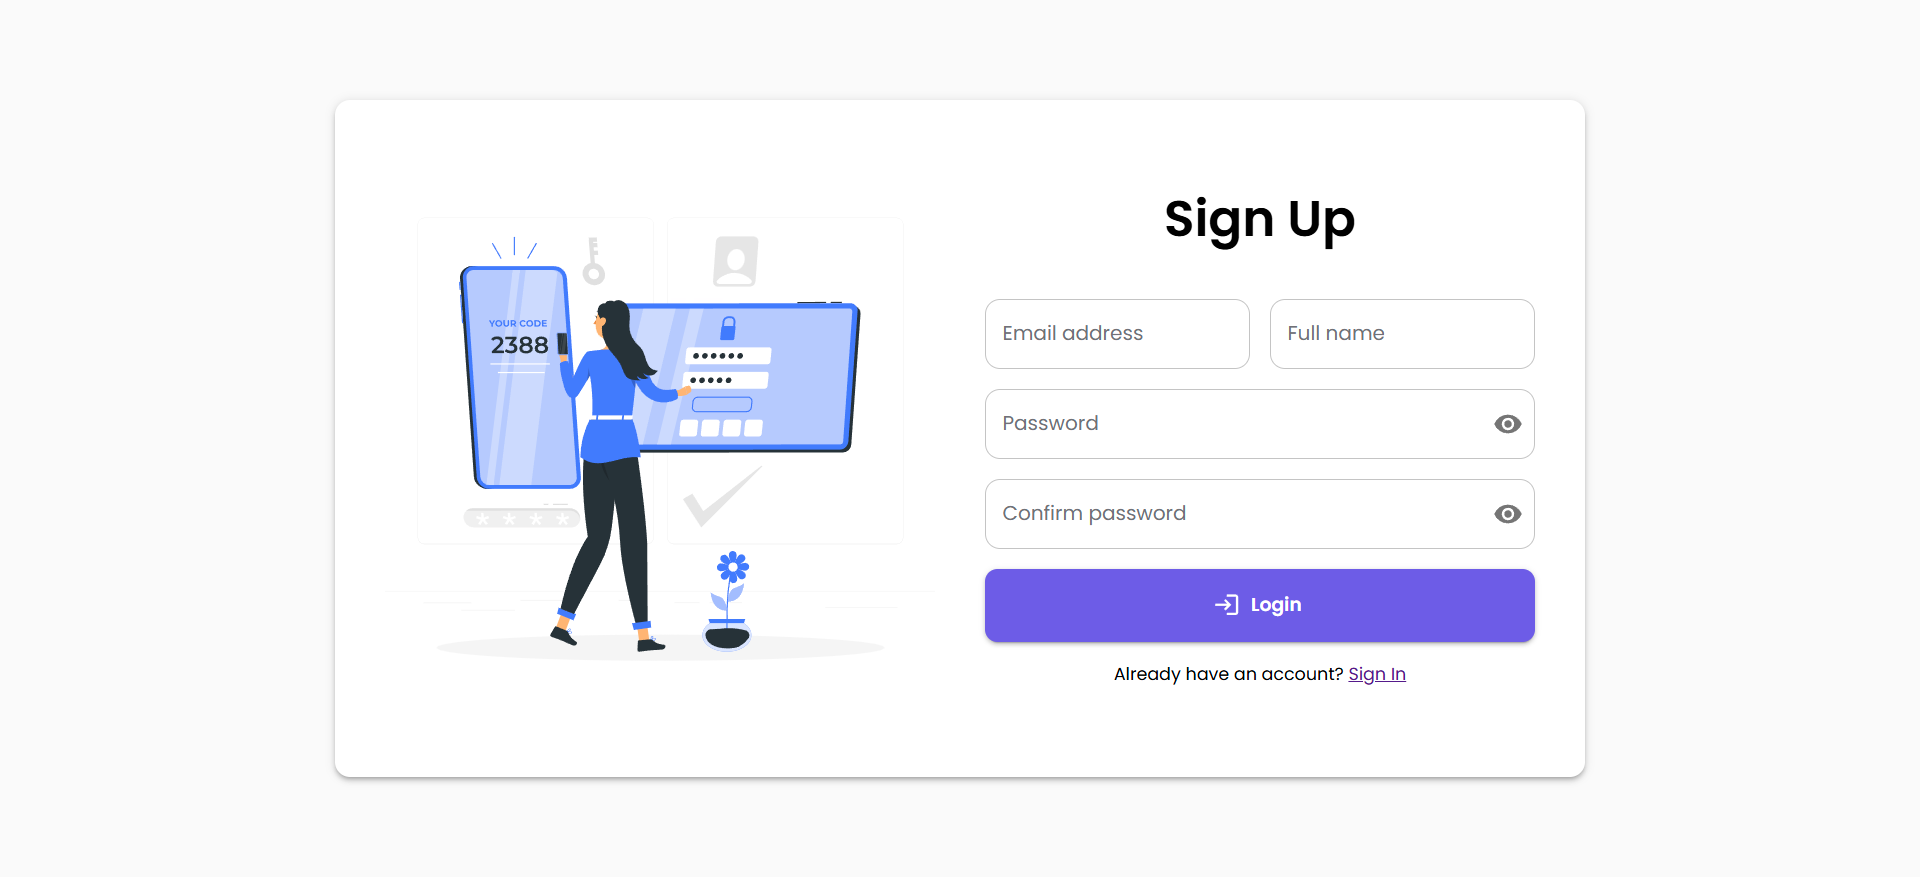 YOUR CODE
2388
Sign Up
Email address
Full name
Password
Confirm password
Login
Already have an account? Sign In